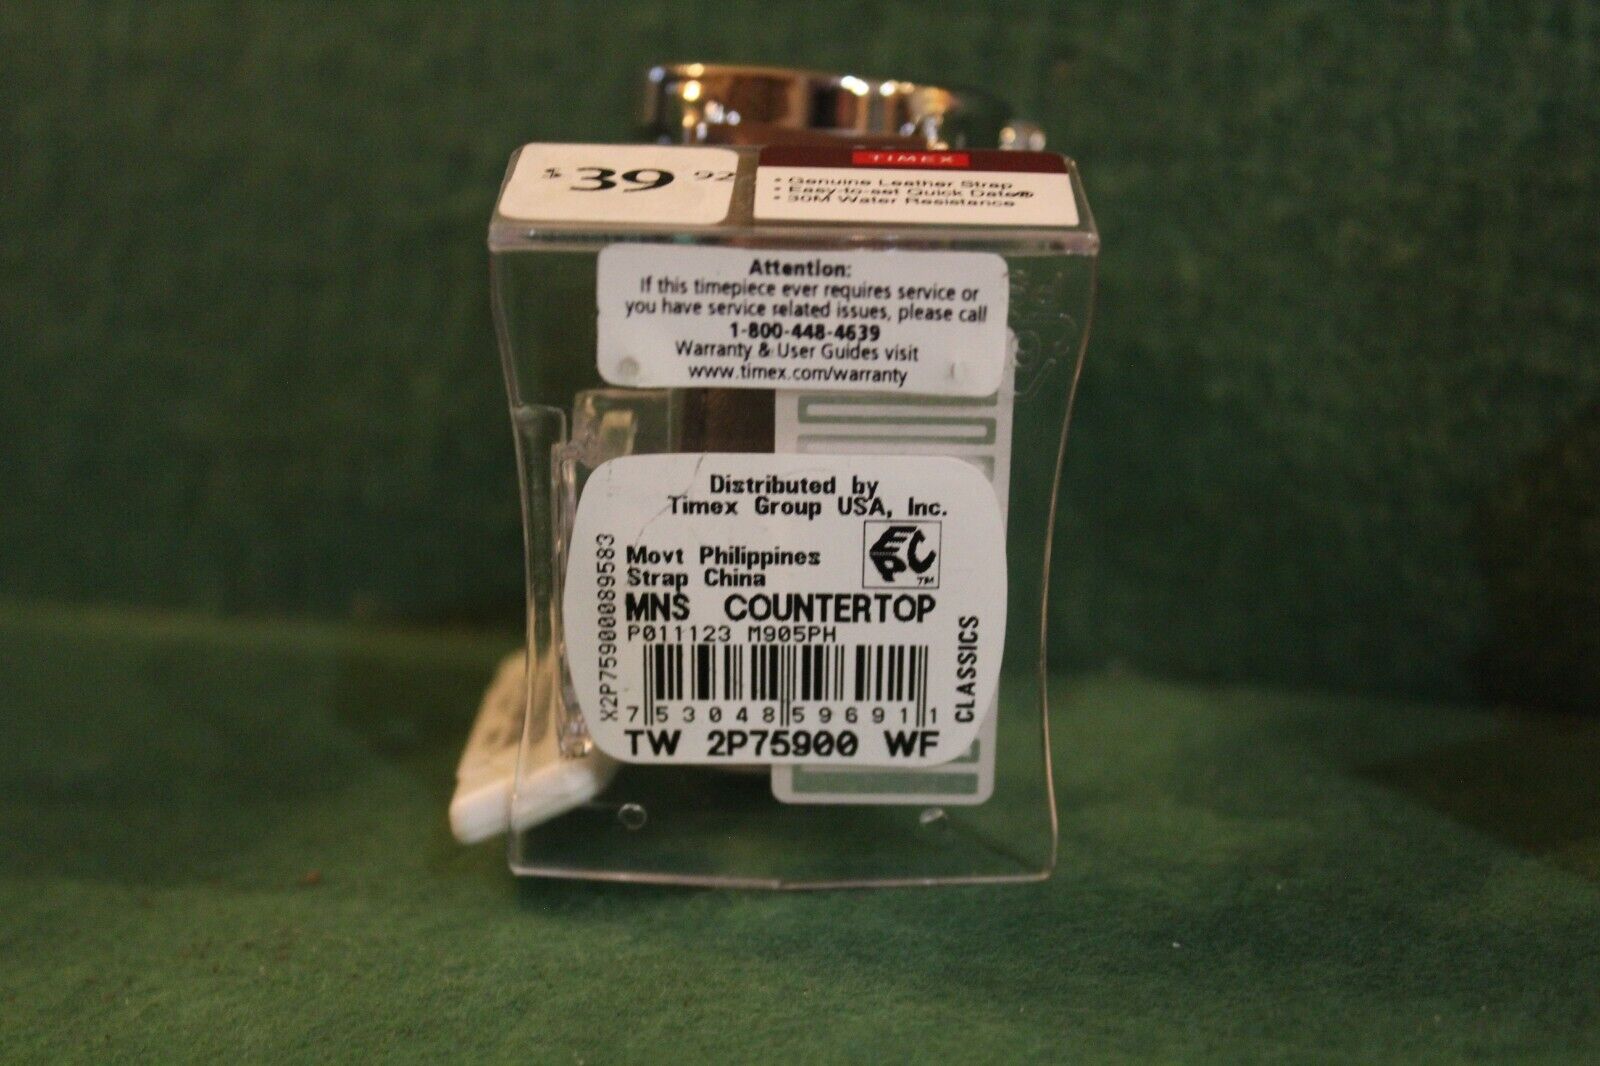 $39 92
TIMEX
• Genuine Leather Strap
• Easy-to-set Quick Date®
• 30M Water Resistance
Attention:
If this timepiece ever requires service or
you have service related issues, please call
1-800-448-4639
Warranty & User Guides visit
www.timex.com/warranty
Distributed by
Timex Group USA, Inc.
EPC™
Movt Philippines
Strap China
MNS COUNTERTOP
P011123 M905PH
7 53048 59691 1
TW 2P75900 WF
X2P759000089583
CLASSICS